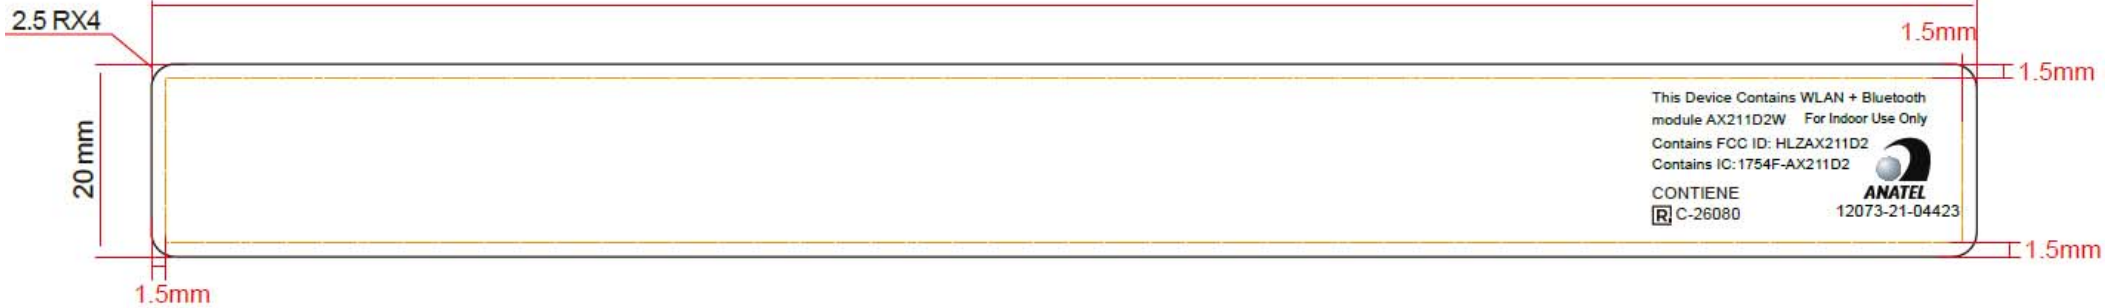 2.5 RX4
1.5mm
1.5mm
20 mm
This Device Contains WLAN + Bluetooth
module AX211D2W For Indoor Use Only
Contains FCC ID: HLZAX211D2
Contains IC:1754F-AX211D2
CONTIENE
R C-26080
ANATEL
12073-21-04423
1.5mm
1.5mm